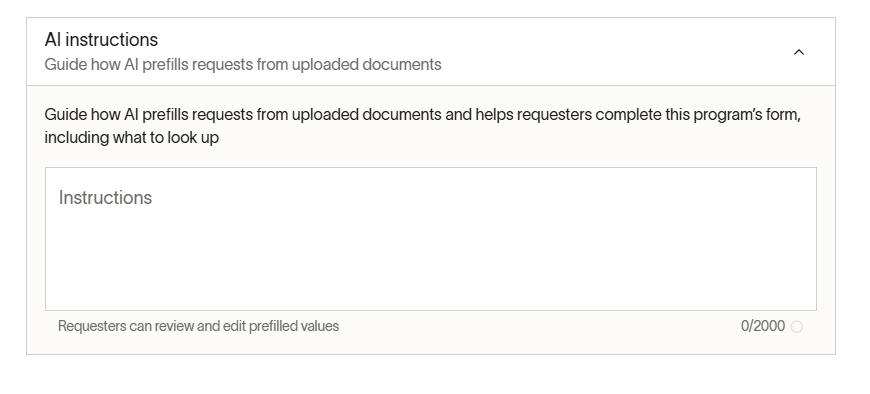 AI instructions
Guide how AI prefills requests from uploaded documents
Guide how AI prefills requests from uploaded documents and helps requesters complete this program’s form,
including what to look up
Instructions
Requesters can review and edit prefilled values
0/2000